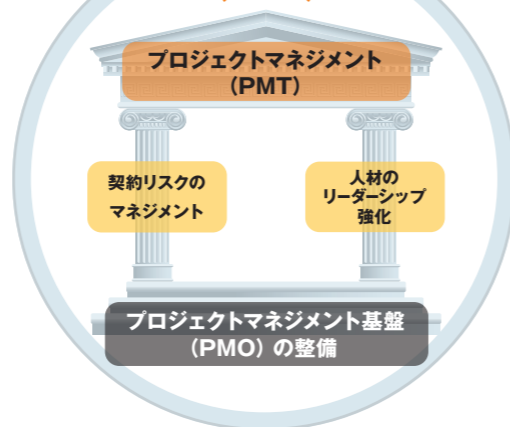 プロジェクトマネジメント
（PMT）
契約リスクの
マネジメント
人材の
リーダーシップ
強化
プロジェクトマネジメント基盤
（PMO）の整備